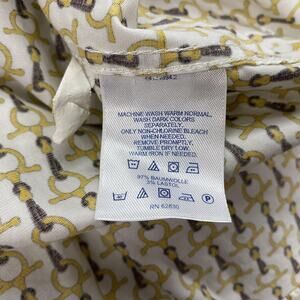 MACHINE WASH WARM NORMAL.
WASH DARK COLORS
SEPARATELY.
ONLY NON-CHLORINE BLEACH
WHEN NEEDED.
REMOVE PROMPTLY,
TUMBLE DRY LOW.
WARM IRON IF NEEDED.
97% BAUMWOLLE
3% LASTOL
RN 62830